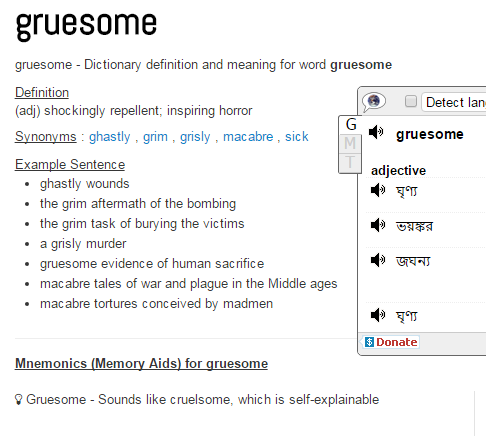 gruesome
gruesome - Dictionary definition and meaning for word gruesome
Definition
(adj) shockingly repellent; inspiring horror
Synonyms : ghastly , grim , grisly , macabre , sick
Example Sentence
ghastly wounds
the grim aftermath of the bombing
the grim task of burying the victims
a grisly murder
gruesome evidence of human sacrifice
macabre tales of war and plague in the Middle ages
macabre tortures conceived by madmen
Mnemonics (Memory Aids) for gruesome
Gruesome - Sounds like cruelsome, which is self-explainable
Detect lan
G
M
T
gruesome
adjective
ঘৃণ্য
ভয়ঙ্কর
জঘন্য
ঘৃণ্য
$ Donate